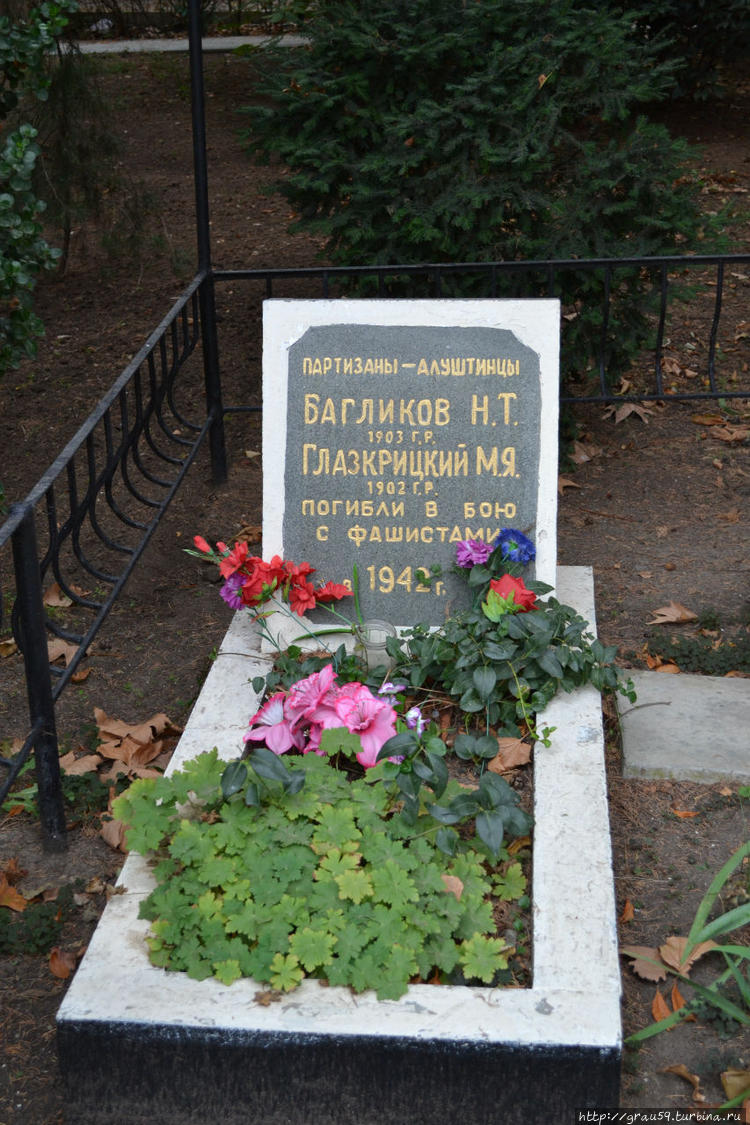 ПАРТИЗАНЫ – АЛУШТИНЦЫ
БАГЛИКОВ Н.Т.
1903 Г.Р.
ГЛАЗКРИЦКИЙ М.Я.
1902 Г.Р.
ПОГИБЛИ В БОЮ
С ФАШИСТАМИ
В 1942 г.
http://grau59.turbina.ru